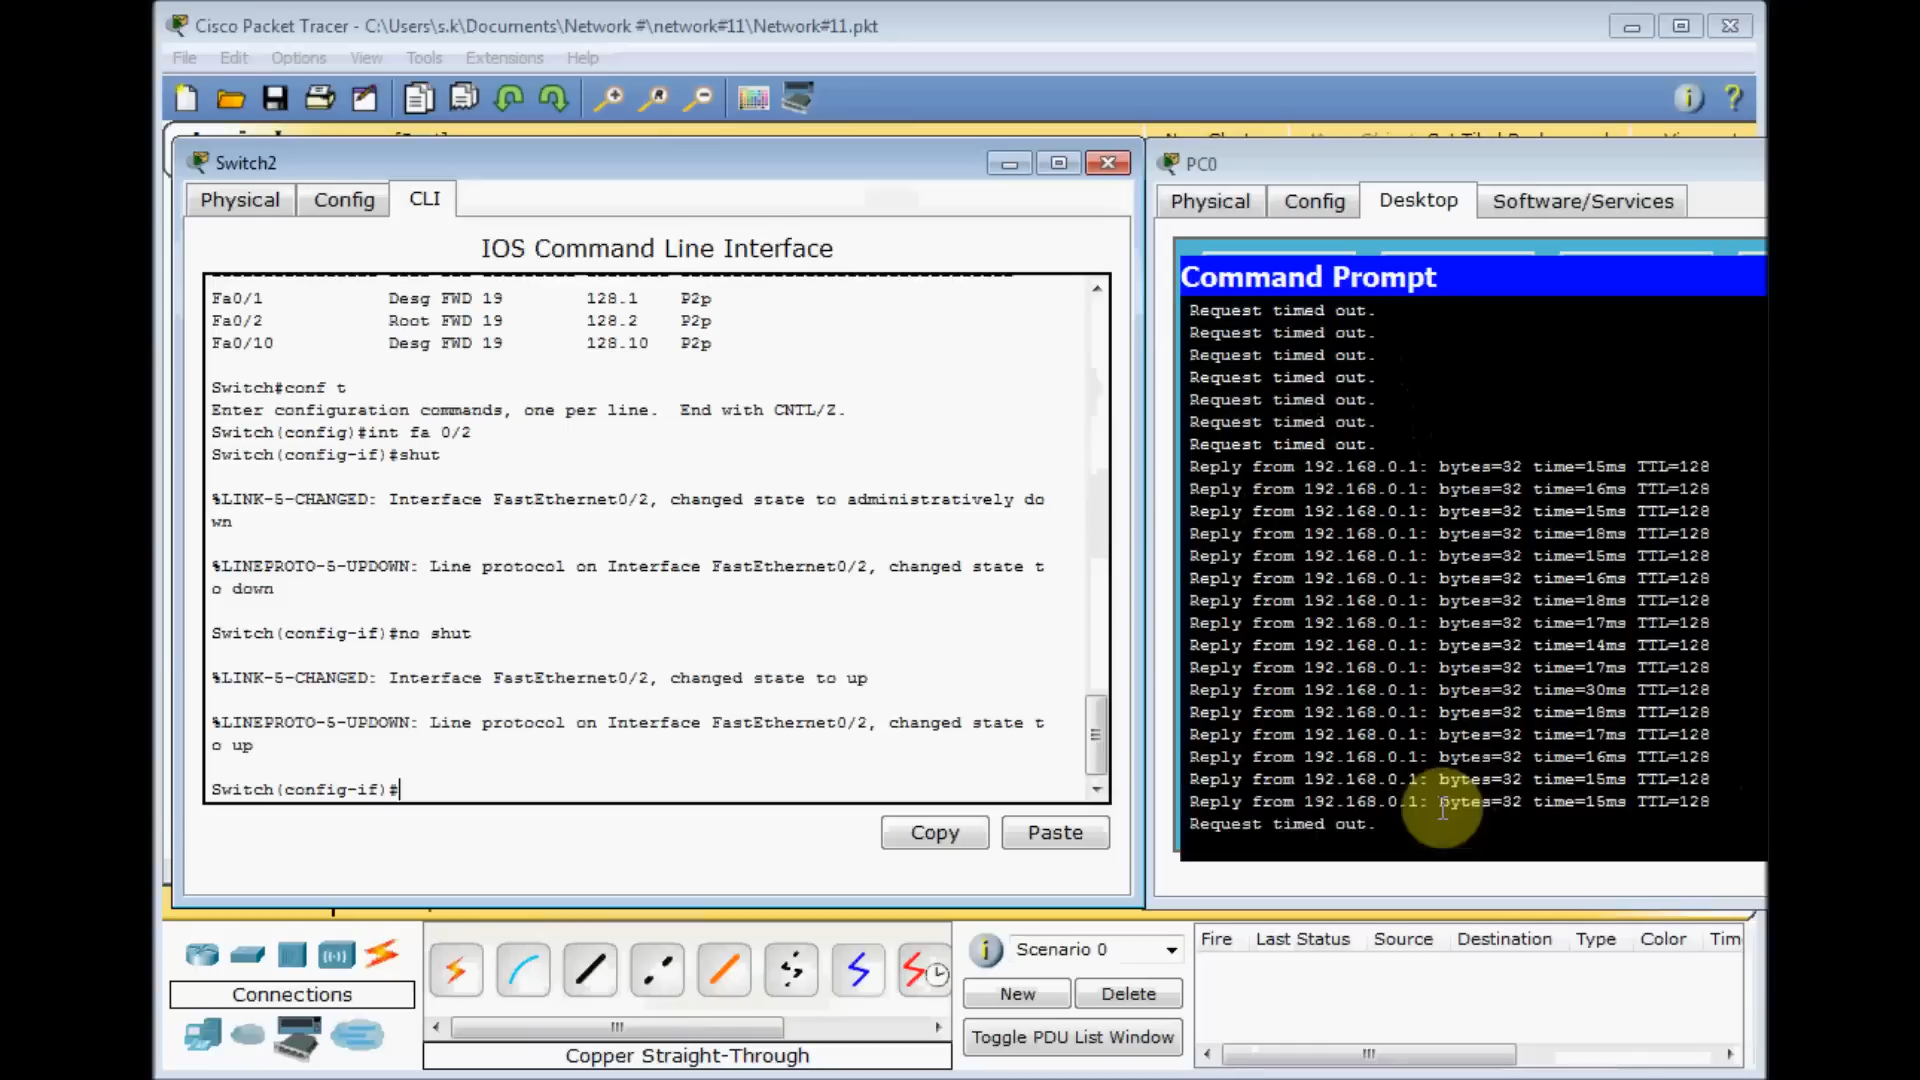 Cisco Packet Tracer - C:\Users\s.k\Documents\Network #\network#11\Network#11.pkt
File Edit Options View Tools Extensions Help
Switch2
Physical Config CLI
IOS Command Line Interface
Fa0/1 Desg FWD 19 128.1 P2p
Fa0/2 Root FWD 19 128.2 P2p
Fa0/10 Desg FWD 19 128.10 P2p
Switch#conf t
Enter configuration commands, one per line. End with CNTL/Z.
Switch(config)#int fa 0/2
Switch(config-if)#shut
%LINK-5-CHANGED: Interface FastEthernet0/2, changed state to administratively do
wn
%LINEPROTO-5-UPDOWN: Line protocol on Interface FastEthernet0/2, changed state t
o down
Switch(config-if)#no shut
%LINK-5-CHANGED: Interface FastEthernet0/2, changed state to up
%LINEPROTO-5-UPDOWN: Line protocol on Interface FastEthernet0/2, changed state t
o up
Switch(config-if)#
Copy Paste
PC0
Physical Config Desktop Software/Services
Command Prompt
Request timed out.
Request timed out.
Request timed out.
Request timed out.
Request timed out.
Request timed out.
Request timed out.
Reply from 192.168.0.1: bytes=32 time=15ms TTL=128
Reply from 192.168.0.1: bytes=32 time=16ms TTL=128
Reply from 192.168.0.1: bytes=32 time=15ms TTL=128
Reply from 192.168.0.1: bytes=32 time=18ms TTL=128
Reply from 192.168.0.1: bytes=32 time=15ms TTL=128
Reply from 192.168.0.1: bytes=32 time=16ms TTL=128
Reply from 192.168.0.1: bytes=32 time=18ms TTL=128
Reply from 192.168.0.1: bytes=32 time=17ms TTL=128
Reply from 192.168.0.1: bytes=32 time=14ms TTL=128
Reply from 192.168.0.1: bytes=32 time=17ms TTL=128
Reply from 192.168.0.1: bytes=32 time=30ms TTL=128
Reply from 192.168.0.1: bytes=32 time=18ms TTL=128
Reply from 192.168.0.1: bytes=32 time=17ms TTL=128
Reply from 192.168.0.1: bytes=32 time=16ms TTL=128
Reply from 192.168.0.1: bytes=32 time=15ms TTL=128
Reply from 192.168.0.1: bytes=32 time=15ms TTL=128
Request timed out.
Connections
Copper Straight-Through
Scenario 0
New Delete
Toggle PDU List Window
Fire Last Status Source Destination Type Color Tim